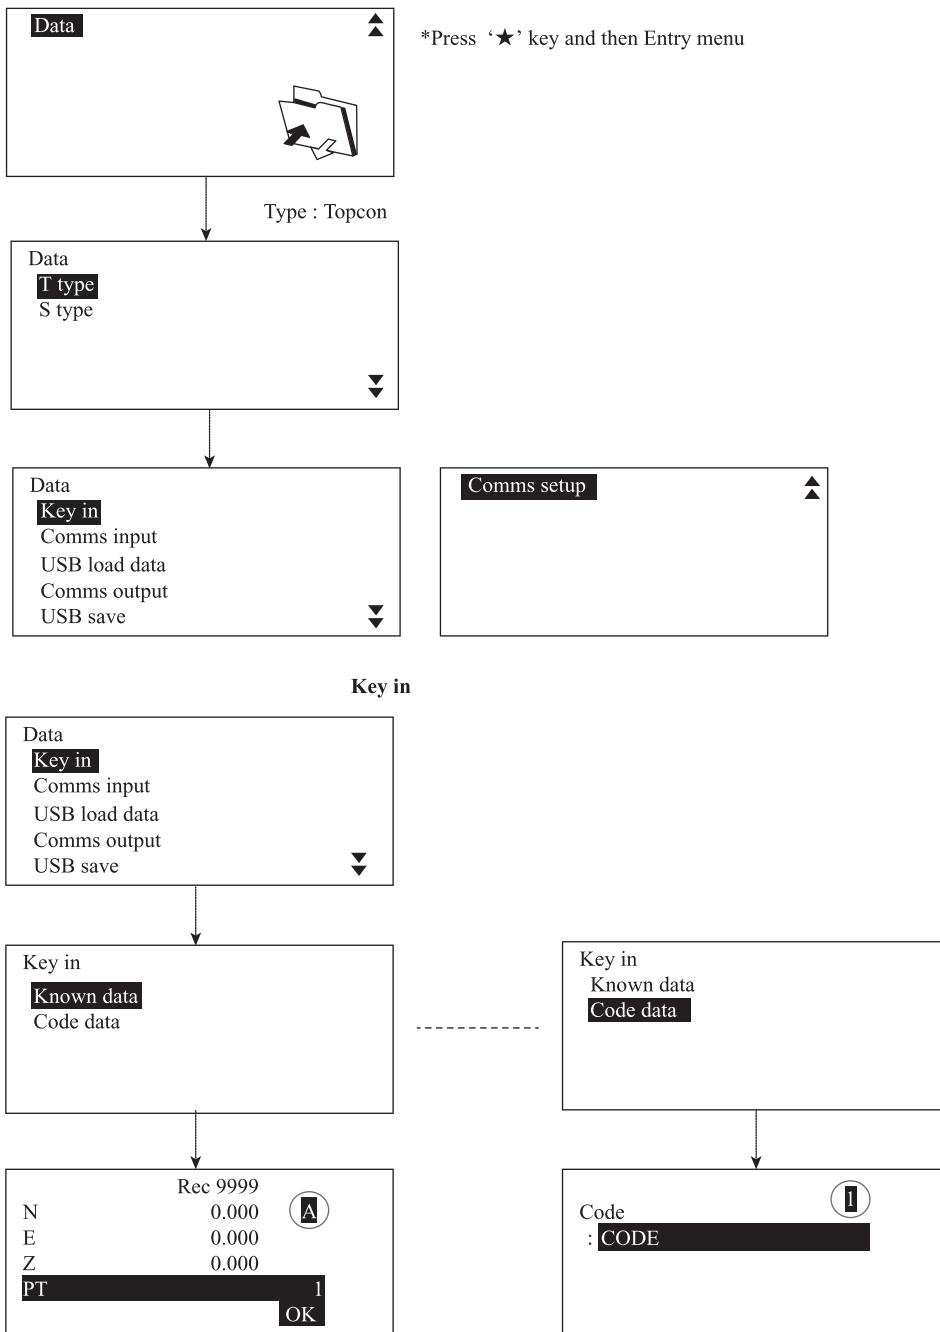 Data
*Press ‘★’ key and then Entry menu
Type : Topcon
Data
T type
S type
Data
Key in
Comms input
USB load data
Comms output
USB save
Comms setup
Key in
Data
Key in
Comms input
USB load data
Comms output
USB save
Key in
Known data
Code data
Key in
Known data
Code data
Rec 9999
A
N 0.000
E 0.000
Z 0.000
PT 1
OK
1
Code
: CODE